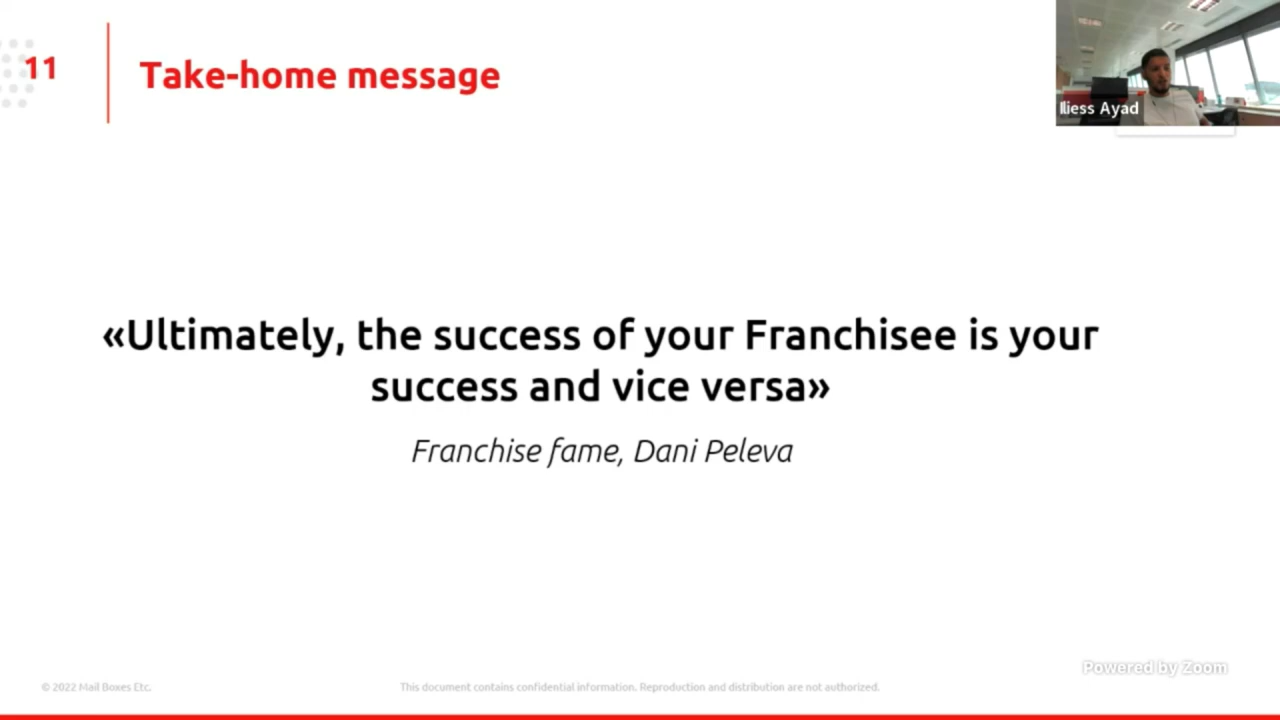 11
Take-home message
Iliess Ayad
«Ultimately, the success of your Franchisee is your
success and vice versa»
Franchise fame, Dani Peleva
Powered by Zoom
© 2022 Mail Boxes Etc.
This document contains confidential information. Reproduction and distribution are not authorized.